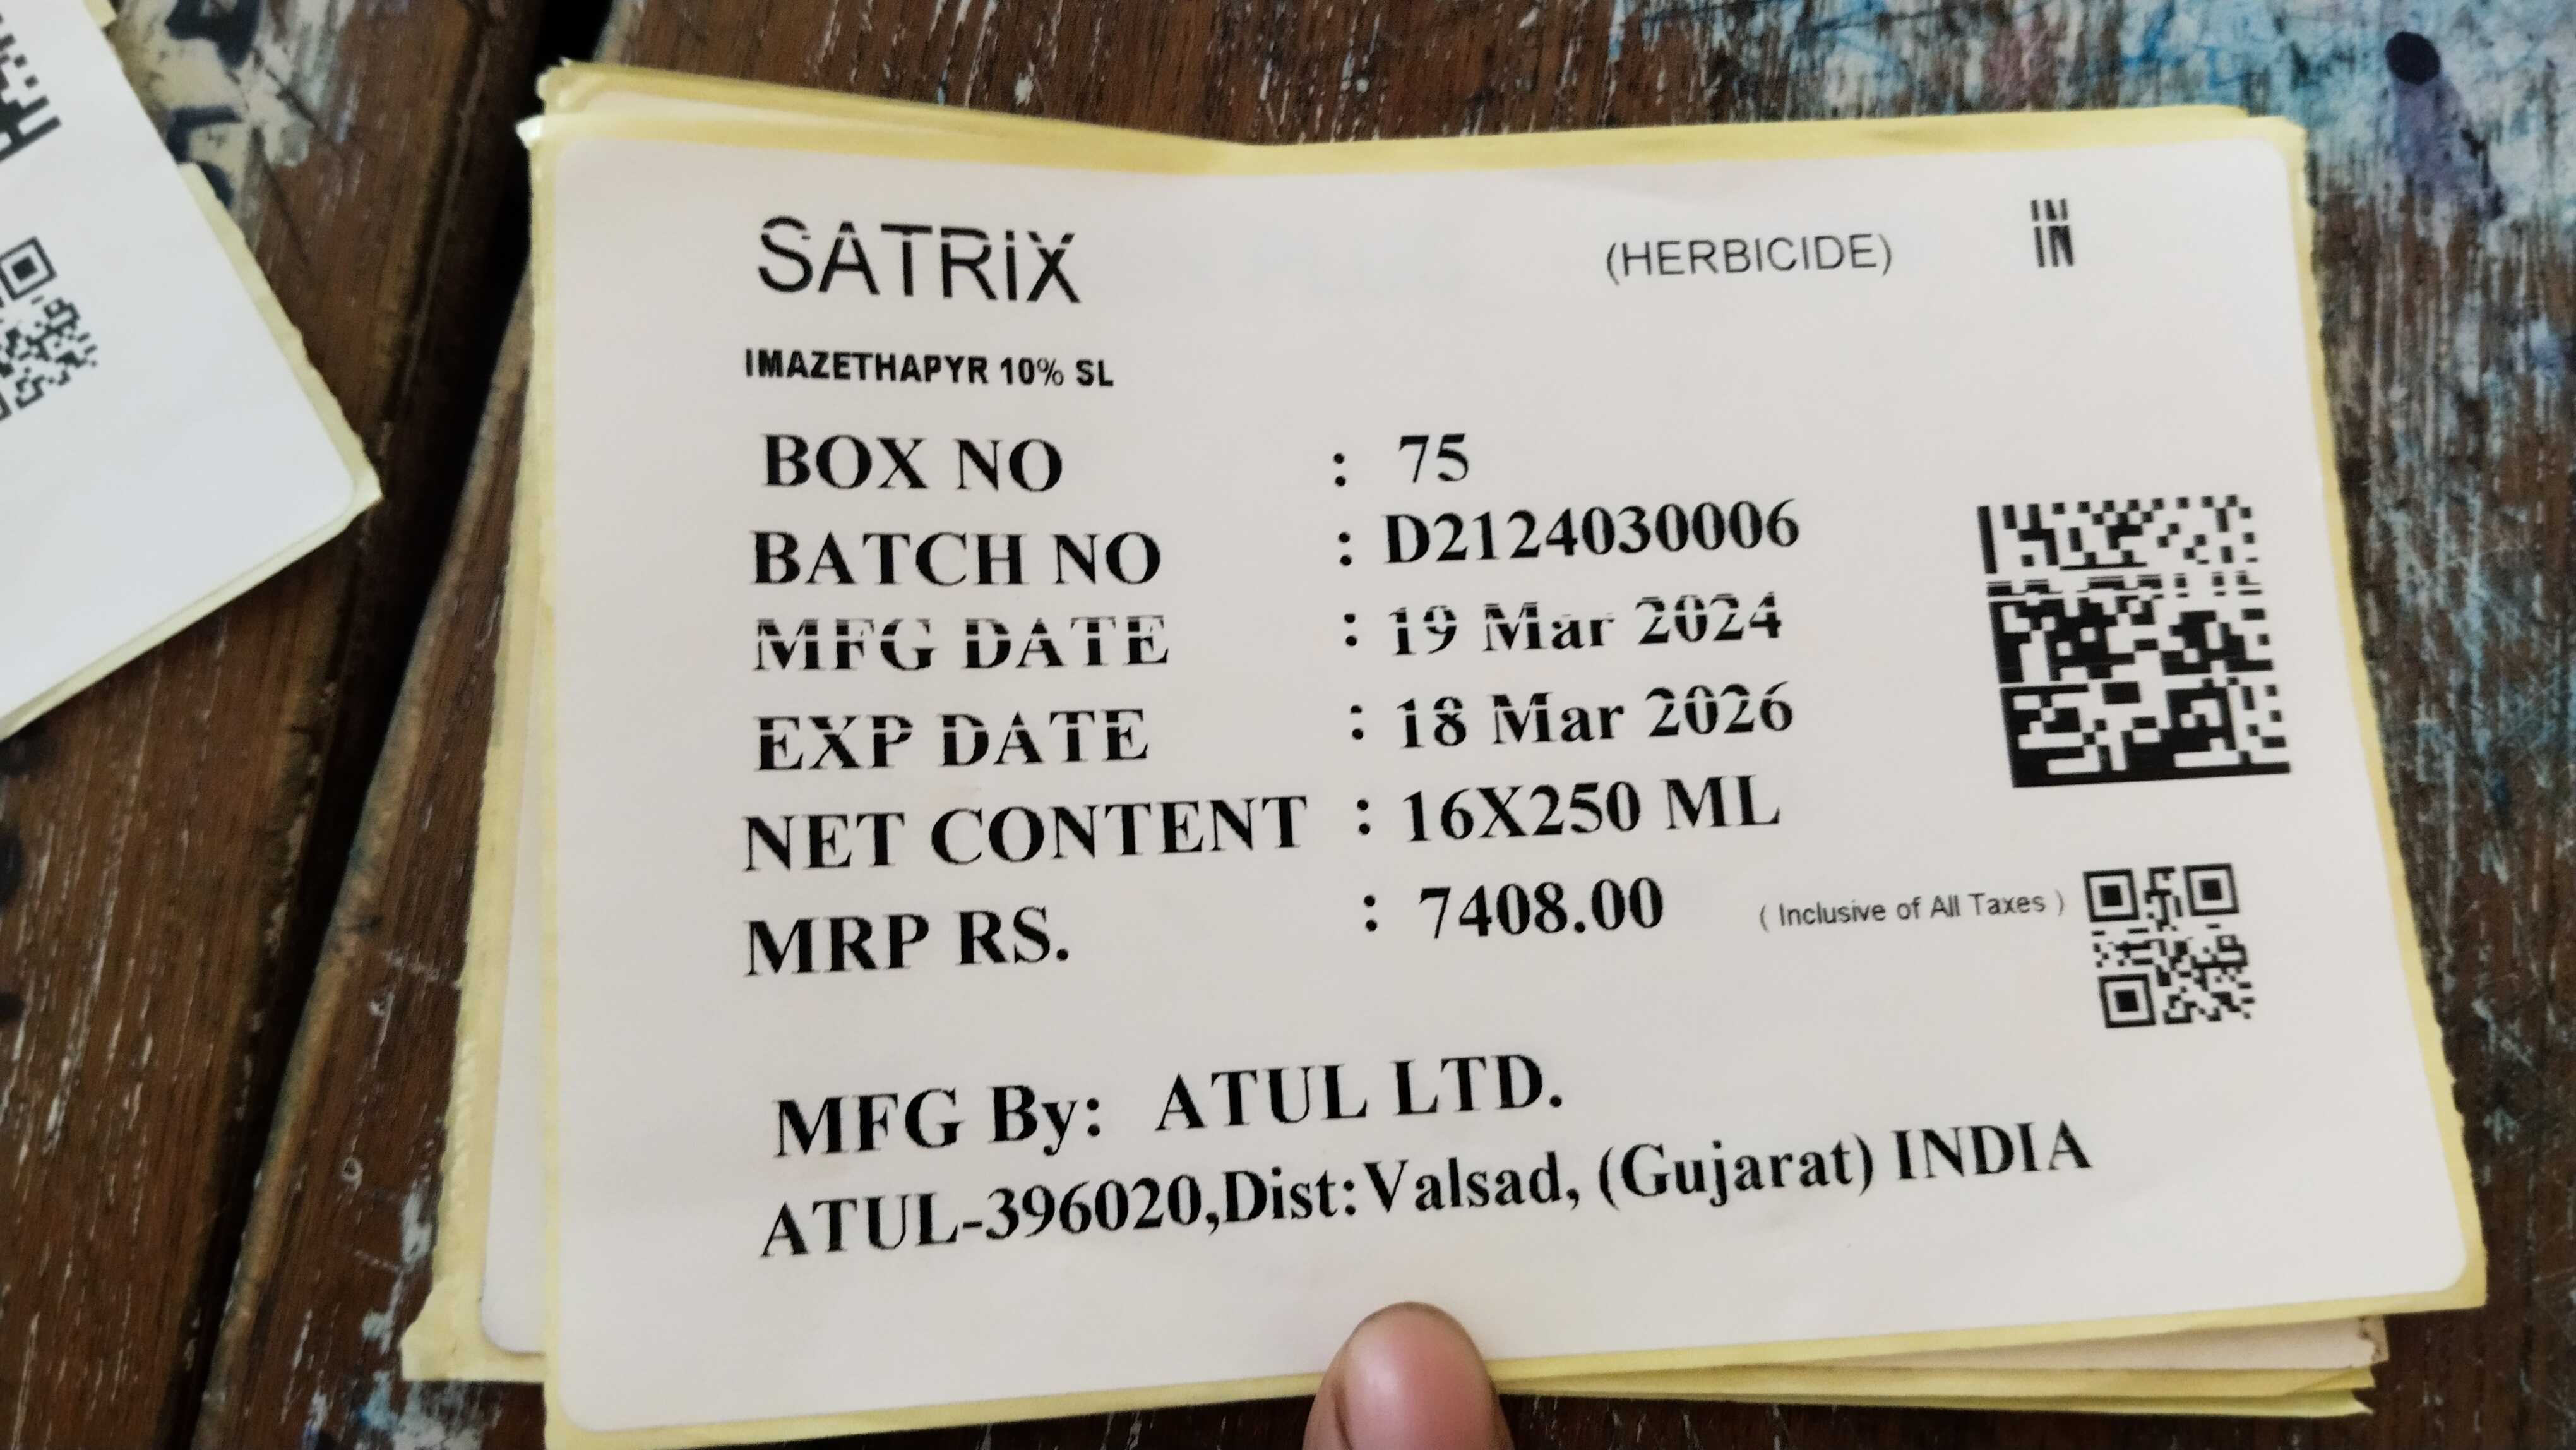 SATRIX (HERBICIDE) IN
IMAZETHAPYR 10% SL
BOX NO : 75
BATCH NO : D2124030006
MFG DATE : 19 Mar 2024
EXP DATE : 18 Mar 2026
NET CONTENT : 16X250 ML
MRP RS. : 7408.00 ( Inclusive of All Taxes )
MFG By: ATUL LTD.
ATUL-396020,Dist:Valsad, (Gujarat) INDIA